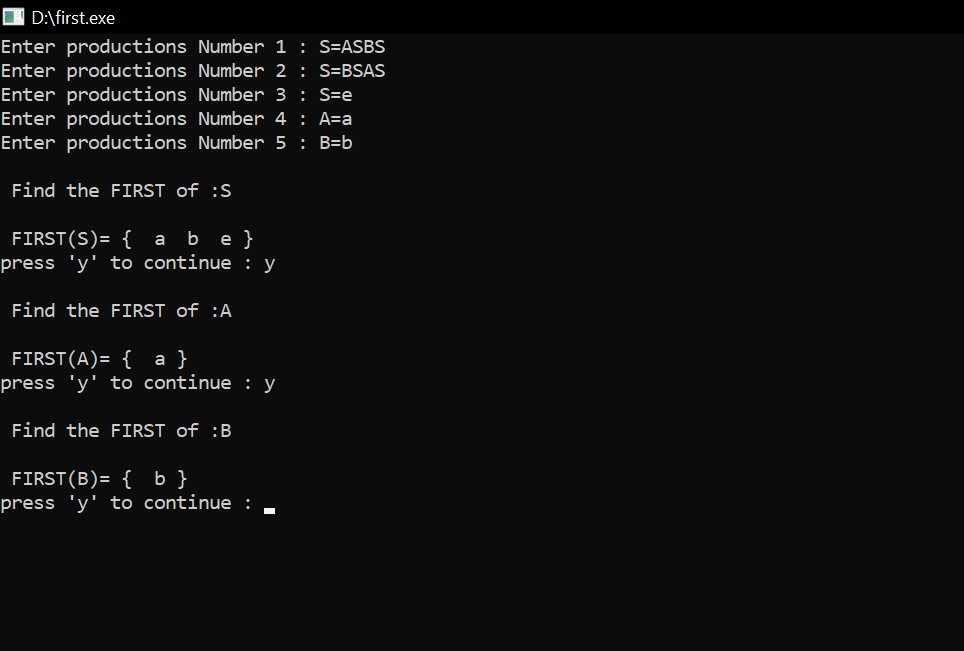 D:\first.exe
Enter productions Number 1 : S=ASBS
Enter productions Number 2 : S=BSAS
Enter productions Number 3 : S=e
Enter productions Number 4 : A=a
Enter productions Number 5 : B=b
Find the FIRST of :S
FIRST(S)= {  a  b  e }
press 'y' to continue : y
Find the FIRST of :A
FIRST(A)= {  a }
press 'y' to continue : y
Find the FIRST of :B
FIRST(B)= {  b }
press 'y' to continue :